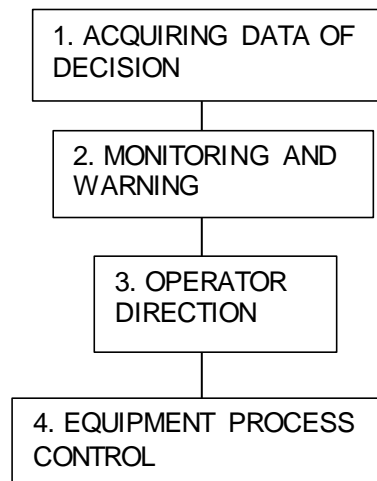 1. ACQUIRING DATA OF
DECISION
2. MONITORING AND
WARNING
3. OPERATOR
DIRECTION
4. EQUIPMENT PROCESS
CONTROL